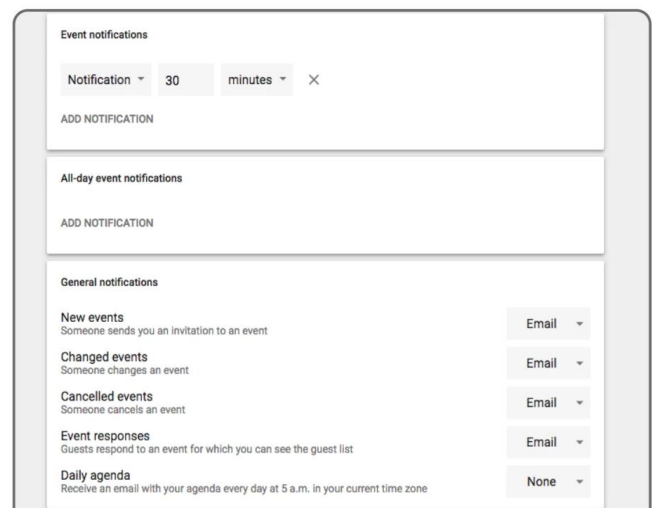 Event notifications
Notification 30 minutes ×
ADD NOTIFICATION
All-day event notifications
ADD NOTIFICATION
General notifications
New events Email
Someone sends you an invitation to an event
Changed events Email
Someone changes an event
Cancelled events Email
Someone cancels an event
Event responses Email
Guests respond to an event for which you can see the guest list
Daily agenda None
Receive an email with your agenda every day at 5 a.m. in your current time zone